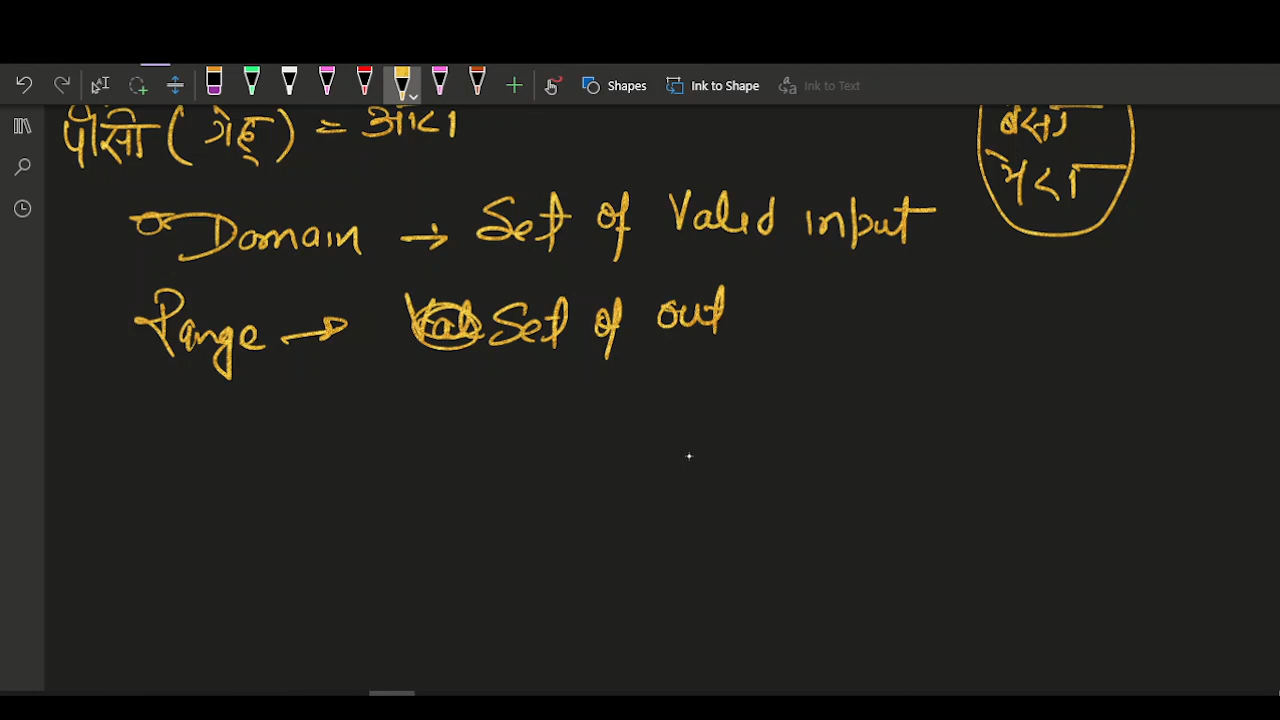 Shapes Ink to Shape Ink to Text
पीसी (गेहू) = आटा
बेसन
मैदा
Domain → Set of Valid input
Range → Set of out